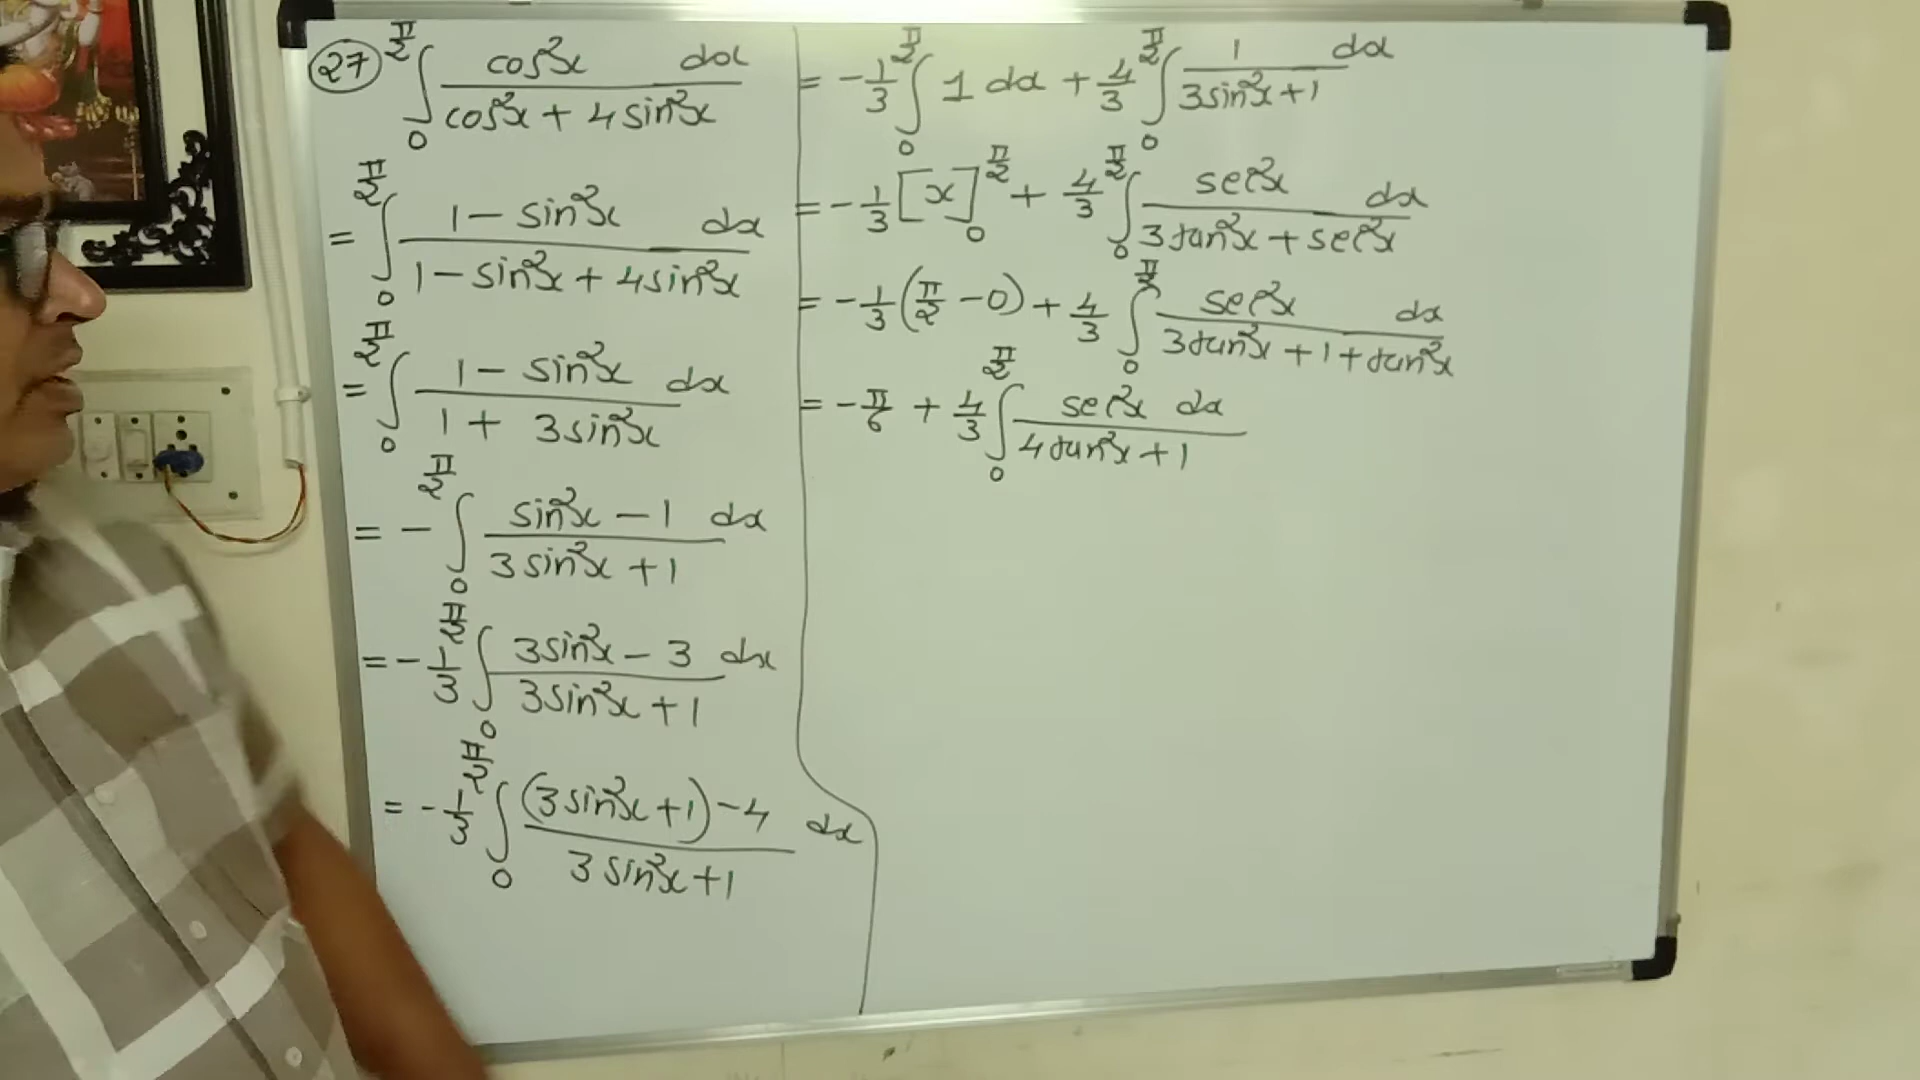 (27) ∫₀^(π/2) cos²x dx / (cos²x + 4sin²x)
= ∫₀^(π/2) (1 − sin²x) dx / (1 − sin²x + 4sin²x)
= ∫₀^(π/2) (1 − sin²x) dx / (1 + 3sin²x)
= − ∫₀^(π/2) (sin²x − 1) dx / (3sin²x + 1)
= −1/3 ∫₀^(π/2) (3sin²x − 3) dx / (3sin²x + 1)
= −1/3 ∫₀^(π/2) ((3sin²x + 1) − 4) / (3sin²x + 1) dx
= −1/3 ∫₀^(π/2) 1 dx + 4/3 ∫₀^(π/2) 1 dx / (3sin²x + 1)
= −1/3 [x]₀^(π/2) + 4/3 ∫₀^(π/2) sec²x dx / (3tan²x + sec²x)
= −1/3 (π/2 − 0) + 4/3 ∫₀^(π/2) sec²x dx / (3tan²x + 1 + tan²x)
= −π/6 + 4/3 ∫₀^(π/2) sec²x dx / (4tan²x + 1)